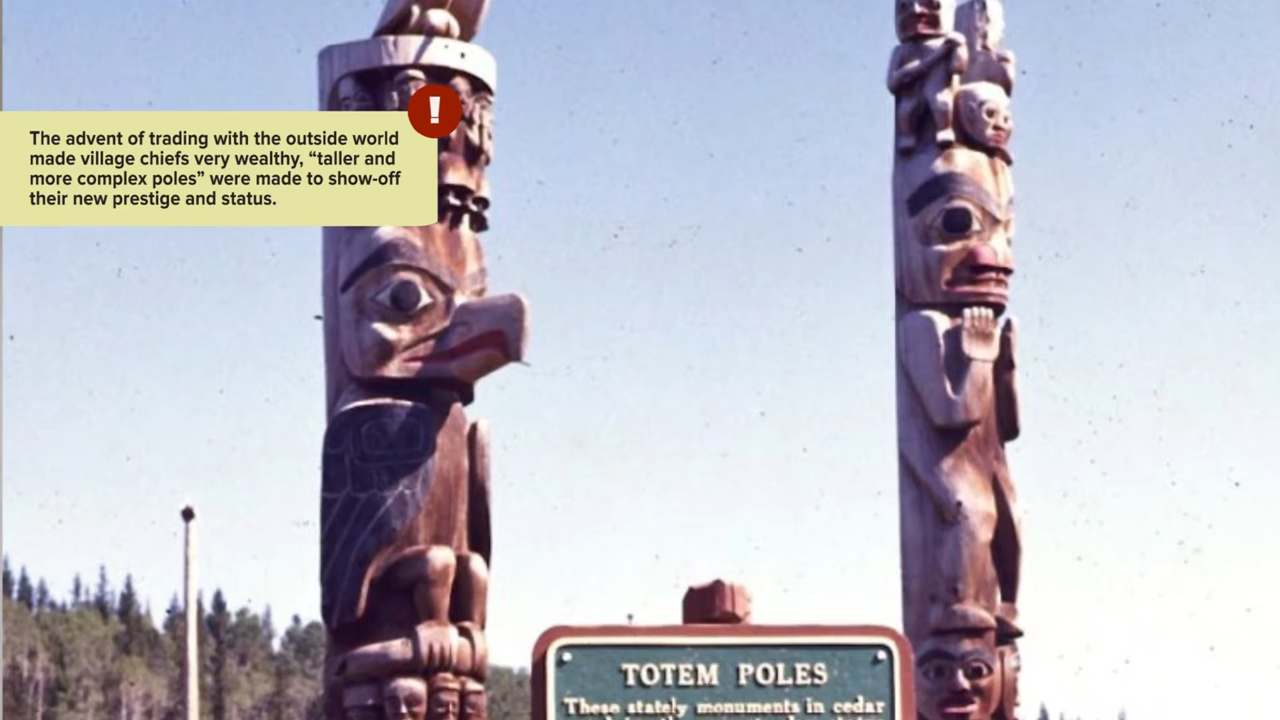 The advent of trading with the outside world
made village chiefs very wealthy, “taller and
more complex poles” were made to show-off
their new prestige and status.
!
TOTEM POLES
These stately monuments in cedar